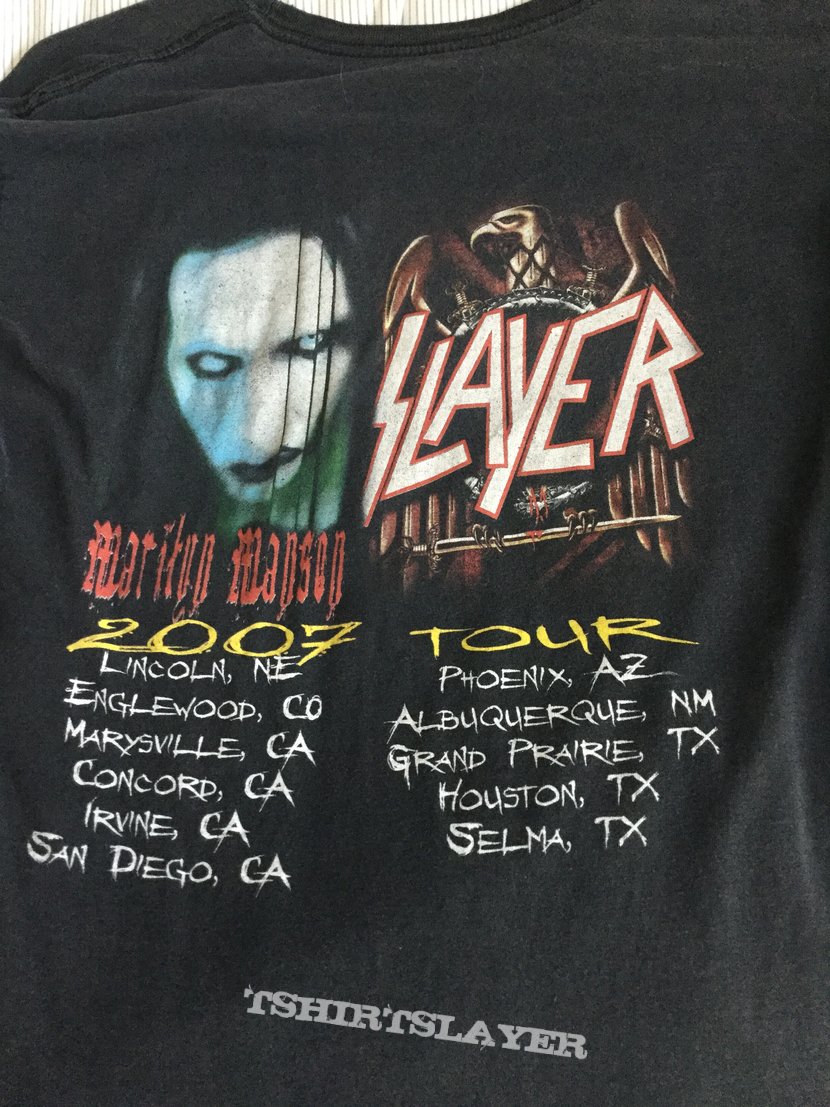 SLAYER
Marilyn Manson
2007 TOUR
LINCOLN, NE
ENGLEWOOD, CO
MARYSVILLE, CA
CONCORD, CA
IRVINE, CA
SAN DIEGO, CA
PHOENIX, AZ
ALBUQUERQUE, NM
GRAND PRAIRIE, TX
HOUSTON, TX
SELMA, TX
TSHIRTSLAYER